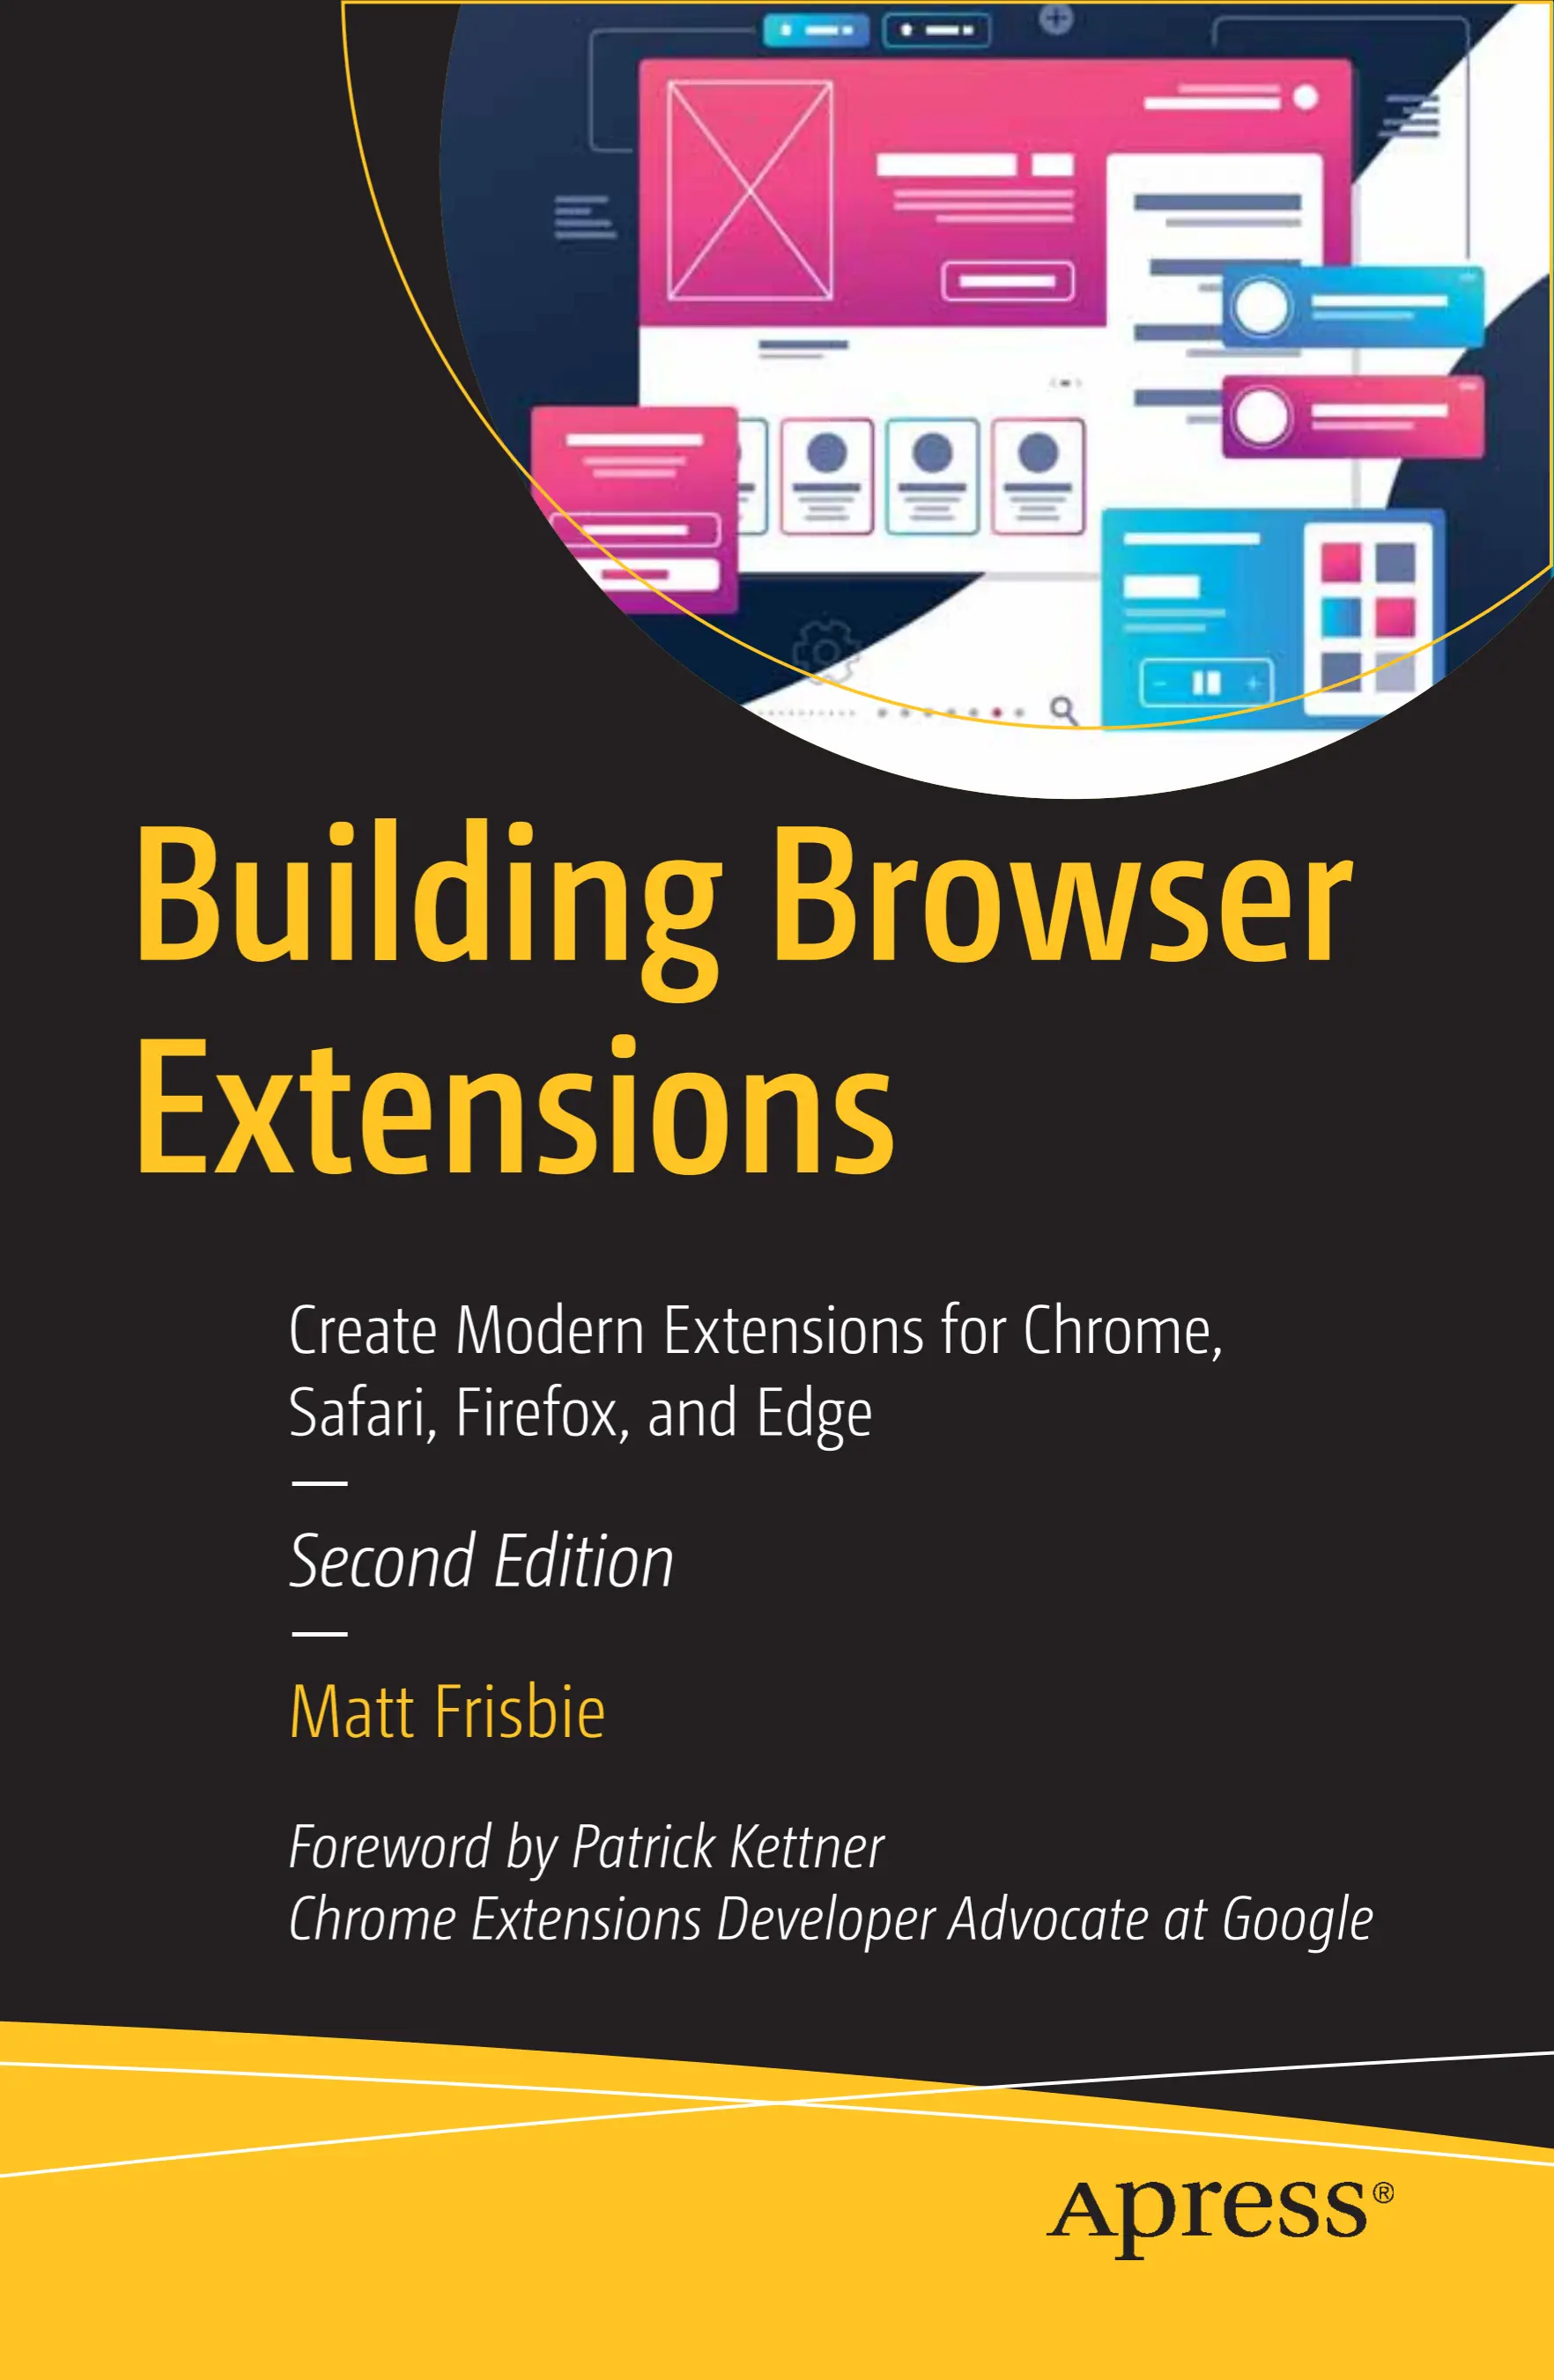 Building Browser
Extensions
Create Modern Extensions for Chrome,
Safari, Firefox, and Edge
—
Second Edition
—
Matt Frisbie
Foreword by Patrick Kettner
Chrome Extensions Developer Advocate at Google
Apress®